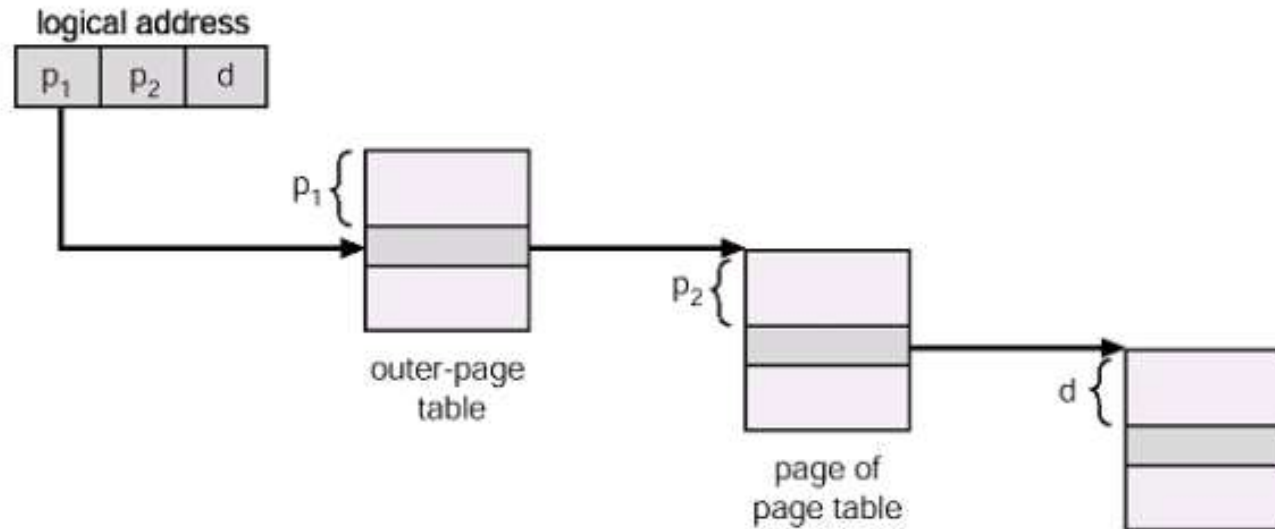 logical address
p₁ p₂ d
p₁
outer-page
table
p₂
page of
page table
d